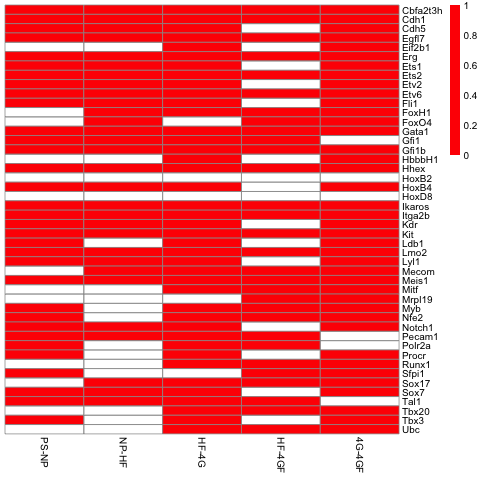 Cbfa2t3h
Cdh1
Cdh5
Egfl7
Eif2b1
Erg
Ets1
Ets2
Etv2
Etv6
Fli1
FoxH1
FoxO4
Gata1
Gfi1
Gfi1b
HbbbH1
Hhex
HoxB2
HoxB4
HoxD8
Ikaros
Itga2b
Kdr
Kit
Ldb1
Lmo2
Lyl1
Mecom
Meis1
Mitf
Mrpl19
Myb
Nfe2
Notch1
Pecam1
Polr2a
Procr
Runx1
Sfpi1
Sox17
Sox7
Tal1
Tbx20
Tbx3
Ubc
1
0.8
0.6
0.4
0.2
0
PS-NP
NP-HF
HF-4G
HF-4GF
4G-4GF